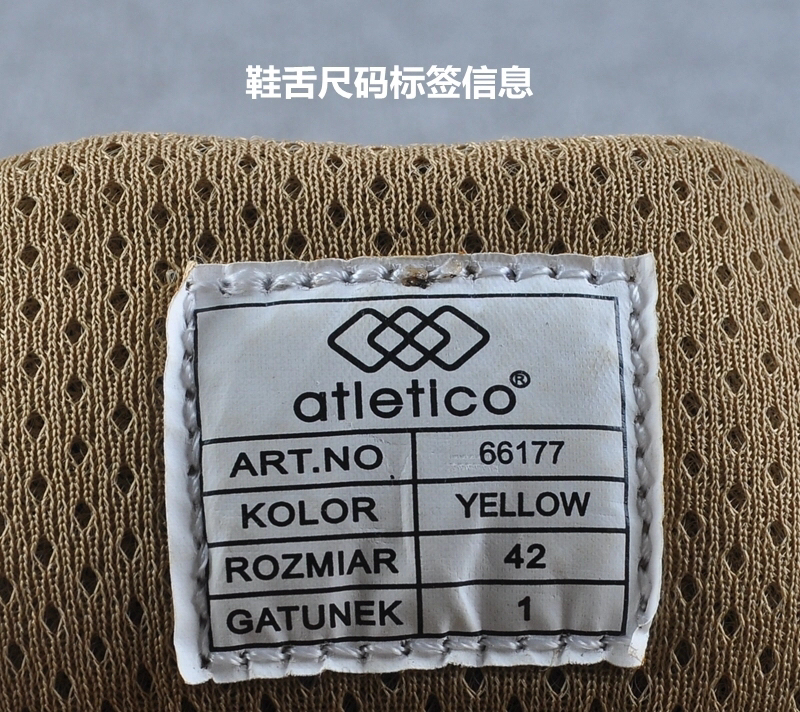 鞋舌尺码标签信息
atletico®
ART.NO 66177
KOLOR YELLOW
ROZMIAR 42
GATUNEK 1